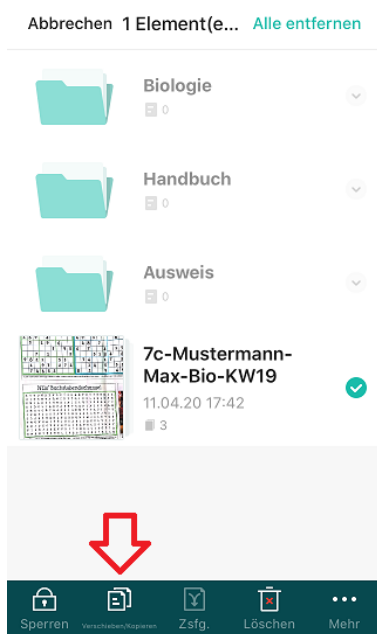 Abbrechen 1 Element(e... Alle entfernen
Biologie
0
Handbuch
0
Ausweis
0
7c-Mustermann-
Max-Bio-KW19
11.04.20 17:42
3
Sperren Verschieben/Kopieren Zsfg. Löschen Mehr